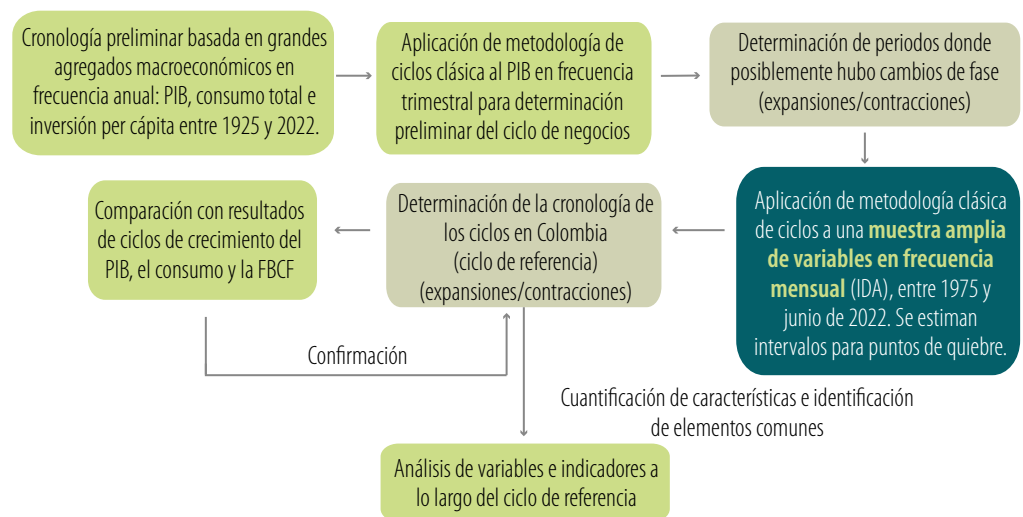 Cronología preliminar basada en grandes
agregados macroeconómicos en
frecuencia anual: PIB, consumo total e
inversión per cápita entre 1925 y 2022.
Aplicación de metodología de
ciclos clásica al PIB en frecuencia
trimestral para determinación
preliminar del ciclo de negocios
Determinación de periodos donde
posiblemente hubo cambios de fase
(expansiones/contracciones)
Aplicación de metodología clásica
de ciclos a una muestra amplia
de variables en frecuencia
mensual (IDA), entre 1975 y
junio de 2022. Se estiman
intervalos para puntos de quiebre.
Determinación de la cronología de
los ciclos en Colombia
(ciclo de referencia)
(expansiones/contracciones)
Comparación con resultados
de ciclos de crecimiento del
PIB, el consumo y la FBCF
Confirmación
Cuantificación de características e identificación
de elementos comunes
Análisis de variables e indicadores a
lo largo del ciclo de referencia